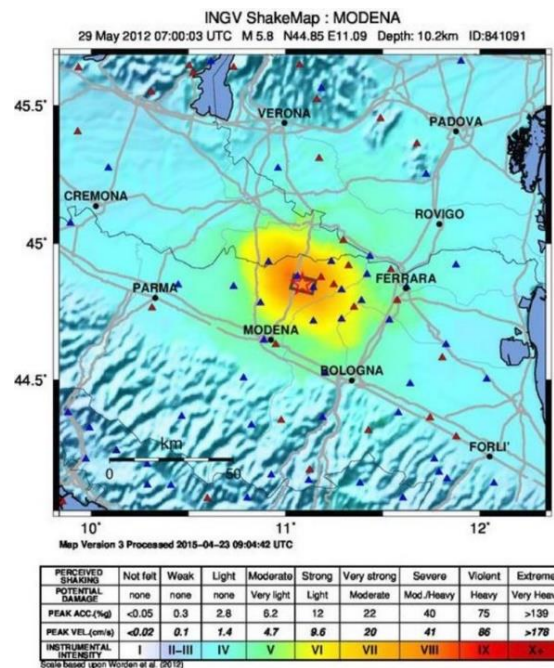 INGV ShakeMap : MODENA
29 May 2012 07:00:03 UTC M 5.8 N44.85 E11.09 Depth: 10.2km ID:841091
45.5˚
VERONA
PADOVA
CREMONA
ROVIGO
45˚
PARMA
FERRARA
MODENA
44.5˚
BOLOGNA
km
0 50
FORLI'
10˚ 11˚ 12˚
Map Version 3 Processed 2015-04-23 09:04:42 UTC
PERCEIVED SHAKING Not felt Weak Light Moderate Strong Very strong Severe Violent Extreme
POTENTIAL DAMAGE none none none Very light Light Moderate Mod./Heavy Heavy Very Heavy
PEAK ACC.(%g) <0.05 0.3 2.8 6.2 12 22 40 75 >139
PEAK VEL.(cm/s) <0.02 0.1 1.4 4.7 9.6 20 41 86 >178
INSTRUMENTAL INTENSITY I II–III IV V VI VII VIII IX X+
Scale based upon Worden et al. (2012)